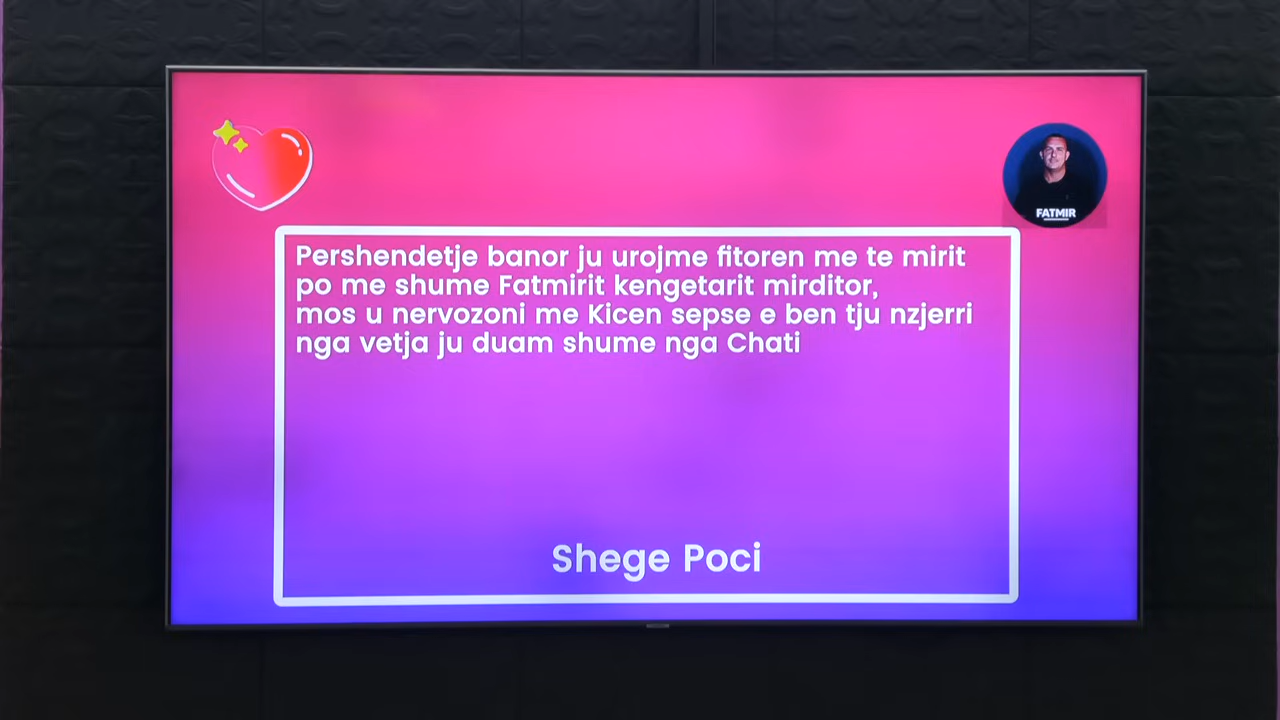 FATMIR
Pershendetje banor ju urojme fitoren me te mirit
po me shume Fatmirit kengetarit mirditor,
mos u nervozoni me Kicen sepse e ben tju nzjerri
nga vetja ju duam shume nga Chati
Shege Poci